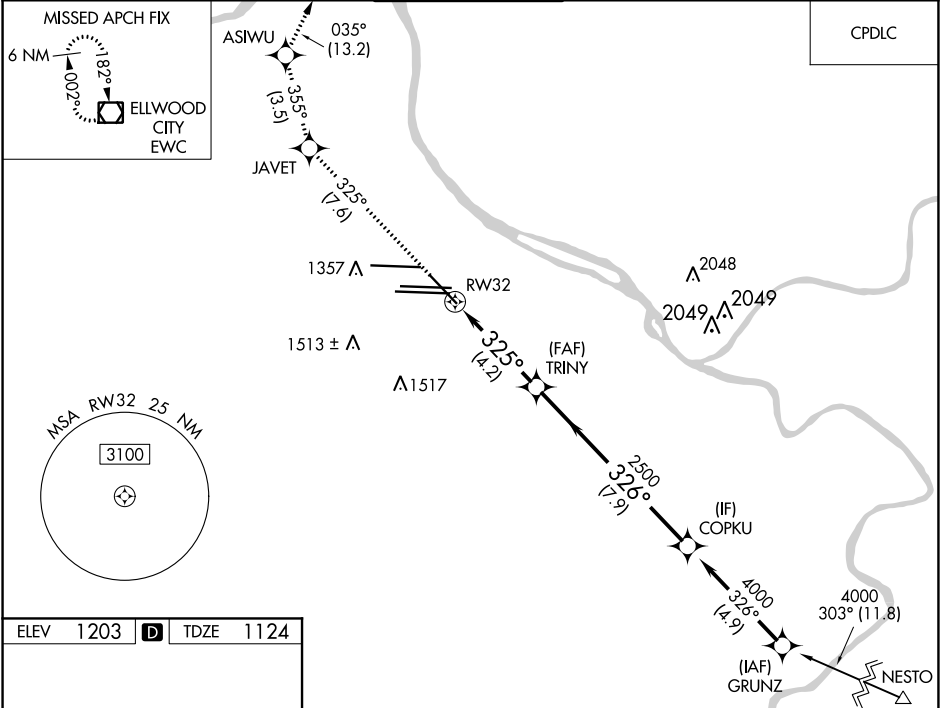 MISSED APCH FIX
6 NM
182°
002°
ELLWOOD
CITY
EWC
ASIWU
035°
(13.2)
CPDLC
355°
(3.5)
JAVET
325°
(7.6)
1357
RW32
2048
2049
2049
1513 ±
1517
325°
(4.2)
(FAF)
TRINY
MSA RW32 25 NM
3100
2500
326°
(7.9)
(IF)
COPKU
4000
326°
(4.9)
4000
303° (11.8)
(IAF)
GRUNZ
NESTO
ELEV 1203 D TDZE 1124